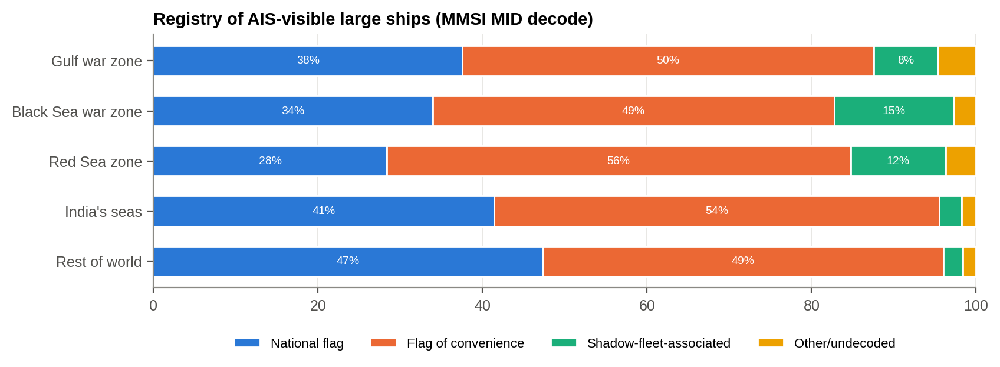 Registry of AIS-visible large ships (MMSI MID decode)
Gulf war zone 38% 50% 8%
Black Sea war zone 34% 49% 15%
Red Sea zone 28% 56% 12%
India's seas 41% 54%
Rest of world 47% 49%
0 20 40 60 80 100
National flag Flag of convenience Shadow-fleet-associated Other/undecoded